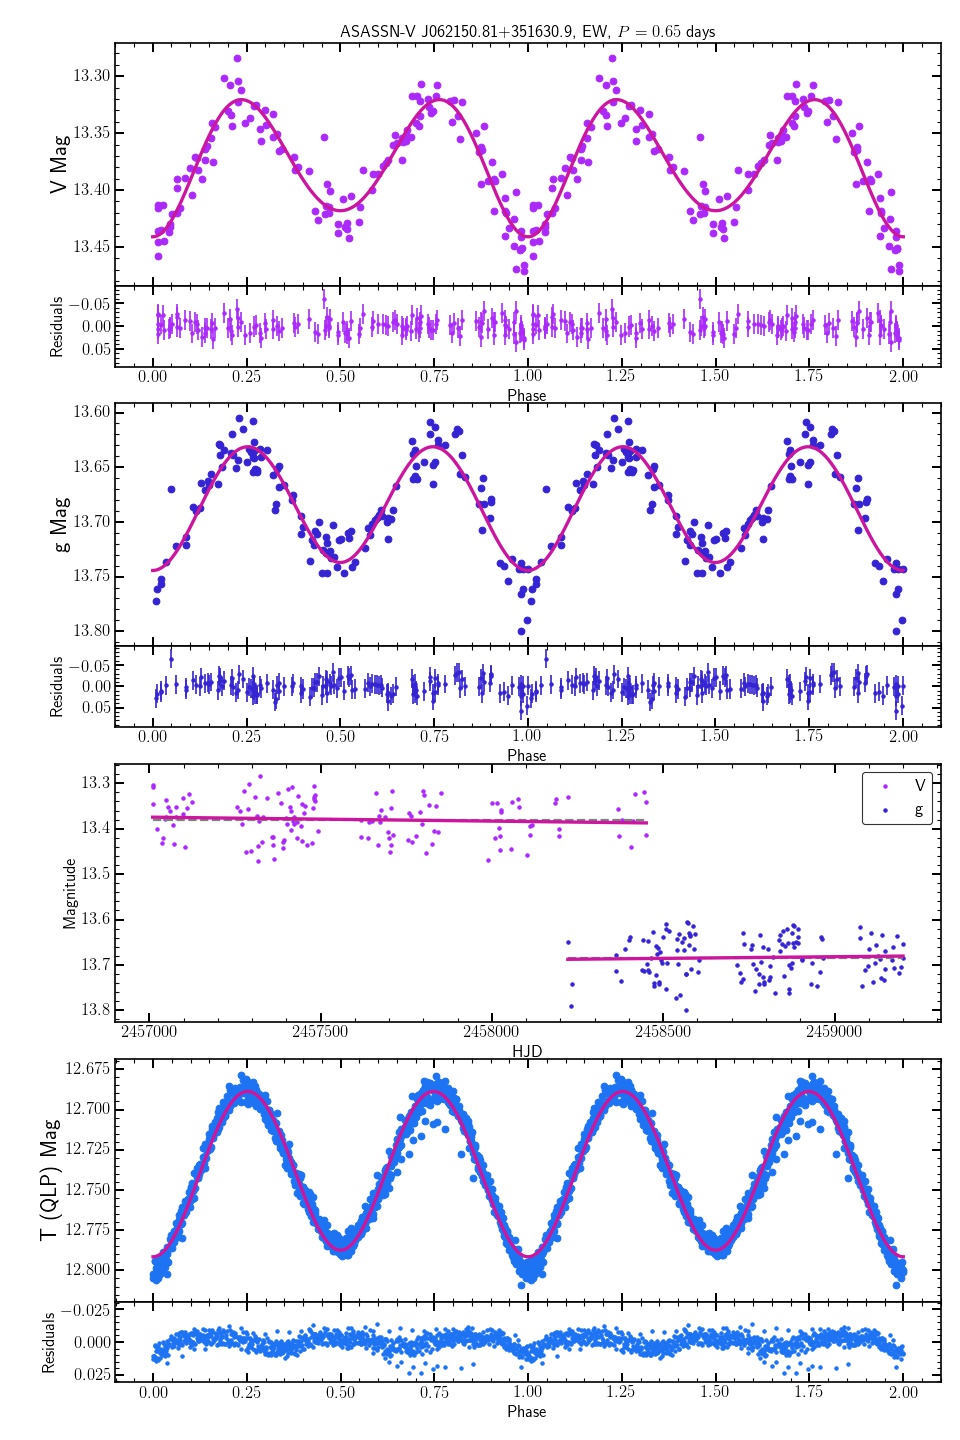 ASASSN-V J062150.81+351630.9, EW, P = 0.65 days
V Mag
13.30
13.35
13.40
13.45
Residuals
−0.05
0.00
0.05
0.00 0.25 0.50 0.75 1.00 1.25 1.50 1.75 2.00
Phase
g Mag
13.60
13.65
13.70
13.75
13.80
Residuals
−0.05
0.00
0.05
0.00 0.25 0.50 0.75 1.00 1.25 1.50 1.75 2.00
Phase
Magnitude
13.3
13.4
13.5
13.6
13.7
13.8
V
g
2457000 2457500 2458000 2458500 2459000
HJD
T (QLP) Mag
12.675
12.700
12.725
12.750
12.775
12.800
Residuals
−0.025
0.000
0.025
0.00 0.25 0.50 0.75 1.00 1.25 1.50 1.75 2.00
Phase